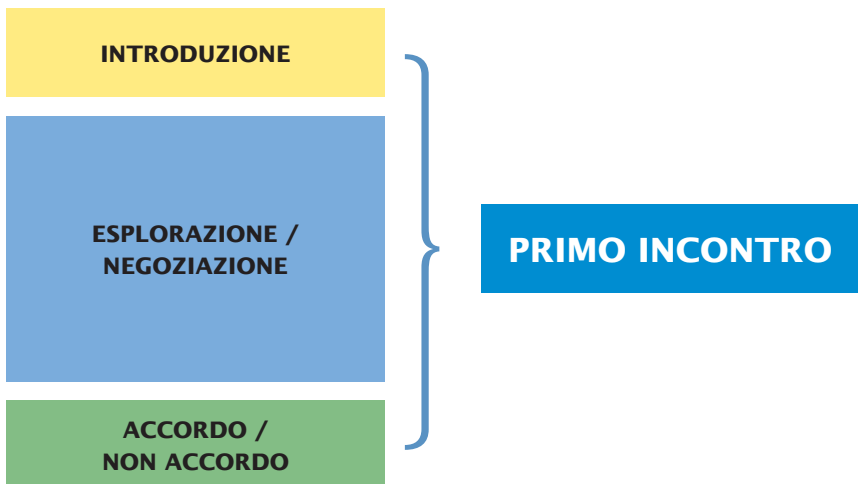 INTRODUZIONE
ESPLORAZIONE /
NEGOZIAZIONE
ACCORDO /
NON ACCORDO
PRIMO INCONTRO